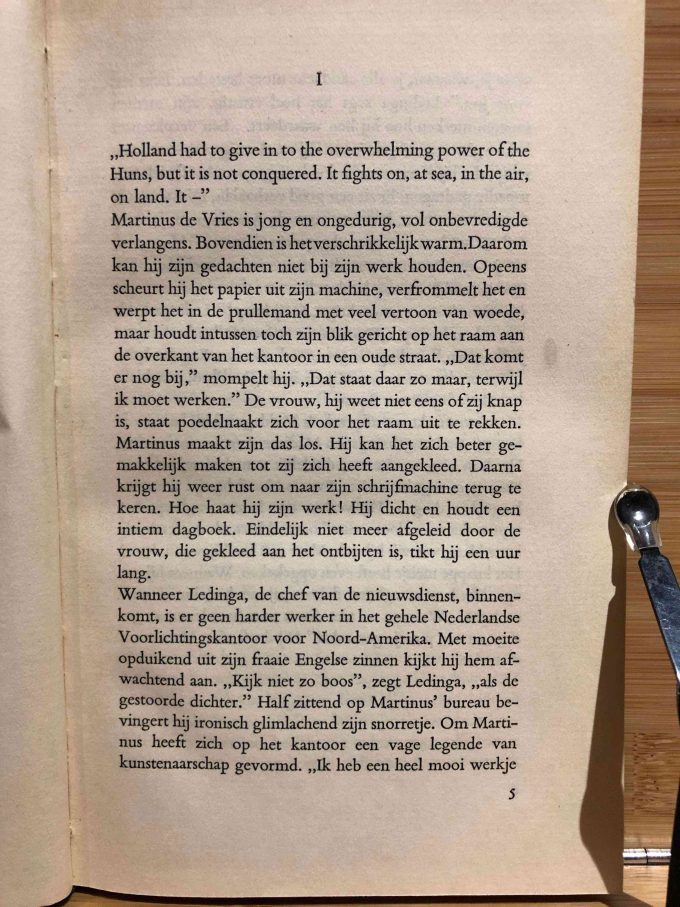 I
„Holland had to give in to the overwhelming power of the
Huns, but it is not conquered. It fights on, at sea, in the air,
on land. It –”
Martinus de Vries is jong en ongedurig, vol onbevredigde
verlangens. Bovendien is het verschrikkelijk warm. Daarom
kan hij zijn gedachten niet bij zijn werk houden. Opeens
scheurt hij het papier uit zijn machine, verfrommelt het en
werpt het in de prullemand met veel vertoon van woede,
maar houdt intussen toch zijn blik gericht op het raam aan
de overkant van het kantoor in een oude straat. „Dat komt
er nog bij,” mompelt hij. „Dat staat daar zo maar, terwijl
ik moet werken.” De vrouw, hij weet niet eens of zij knap
is, staat poedelnaakt zich voor het raam uit te rekken.
Martinus maakt zijn das los. Hij kan het zich beter ge-
makkelijk maken tot zij zich heeft aangekleed. Daarna
krijgt hij weer rust om naar zijn schrijfmachine terug te
keren. Hoe haat hij zijn werk! Hij dicht en houdt een
intiem dagboek. Eindelijk niet meer afgeleid door de
vrouw, die gekleed aan het ontbijten is, tikt hij een uur
lang.
Wanneer Ledinga, de chef van de nieuwsdienst, binnen-
komt, is er geen harder werker in het gehele Nederlandse
Voorlichtingskantoor voor Noord-Amerika. Met moeite
opduikend uit zijn fraaie Engelse zinnen kijkt hij hem af-
wachtend aan. „Kijk niet zo boos”, zegt Ledinga, „als de
gestoorde dichter.” Half zittend op Martinus’ bureau be-
vingert hij ironisch glimlachend zijn snorretje. Om Marti-
nus heeft zich op het kantoor een vage legende van
kunstenaarschap gevormd. „Ik heb een heel mooi werkje
5